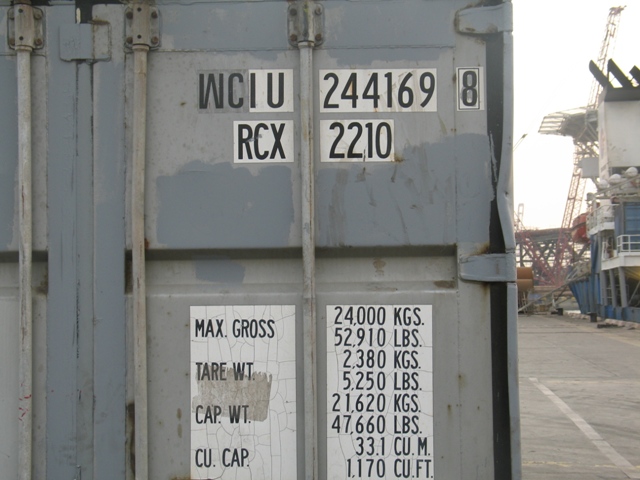 WCIU 244169 8
RCX 2210
MAX. GROSS 24,000 KGS.
52,910 LBS.
TARE WT. 2,380 KGS.
5,250 LBS.
CAP. WT. 21,620 KGS.
47,660 LBS.
CU. CAP. 33.1 CU. M.
1,170 CU.FT.